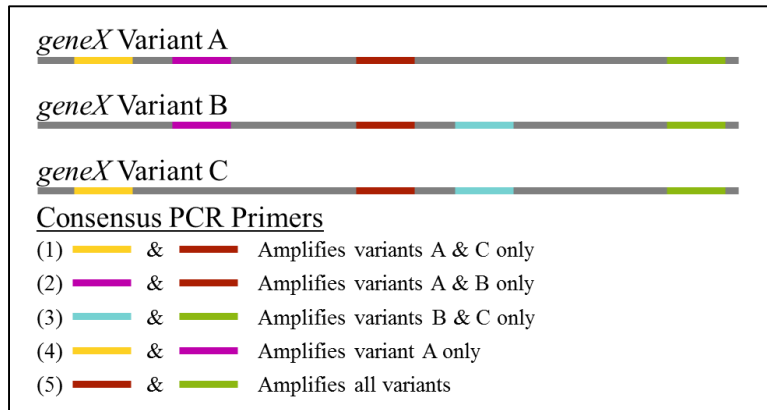 geneX Variant A
geneX Variant B
geneX Variant C
Consensus PCR Primers
(1) & Amplifies variants A & C only
(2) & Amplifies variants A & B only
(3) & Amplifies variants B & C only
(4) & Amplifies variant A only
(5) & Amplifies all variants